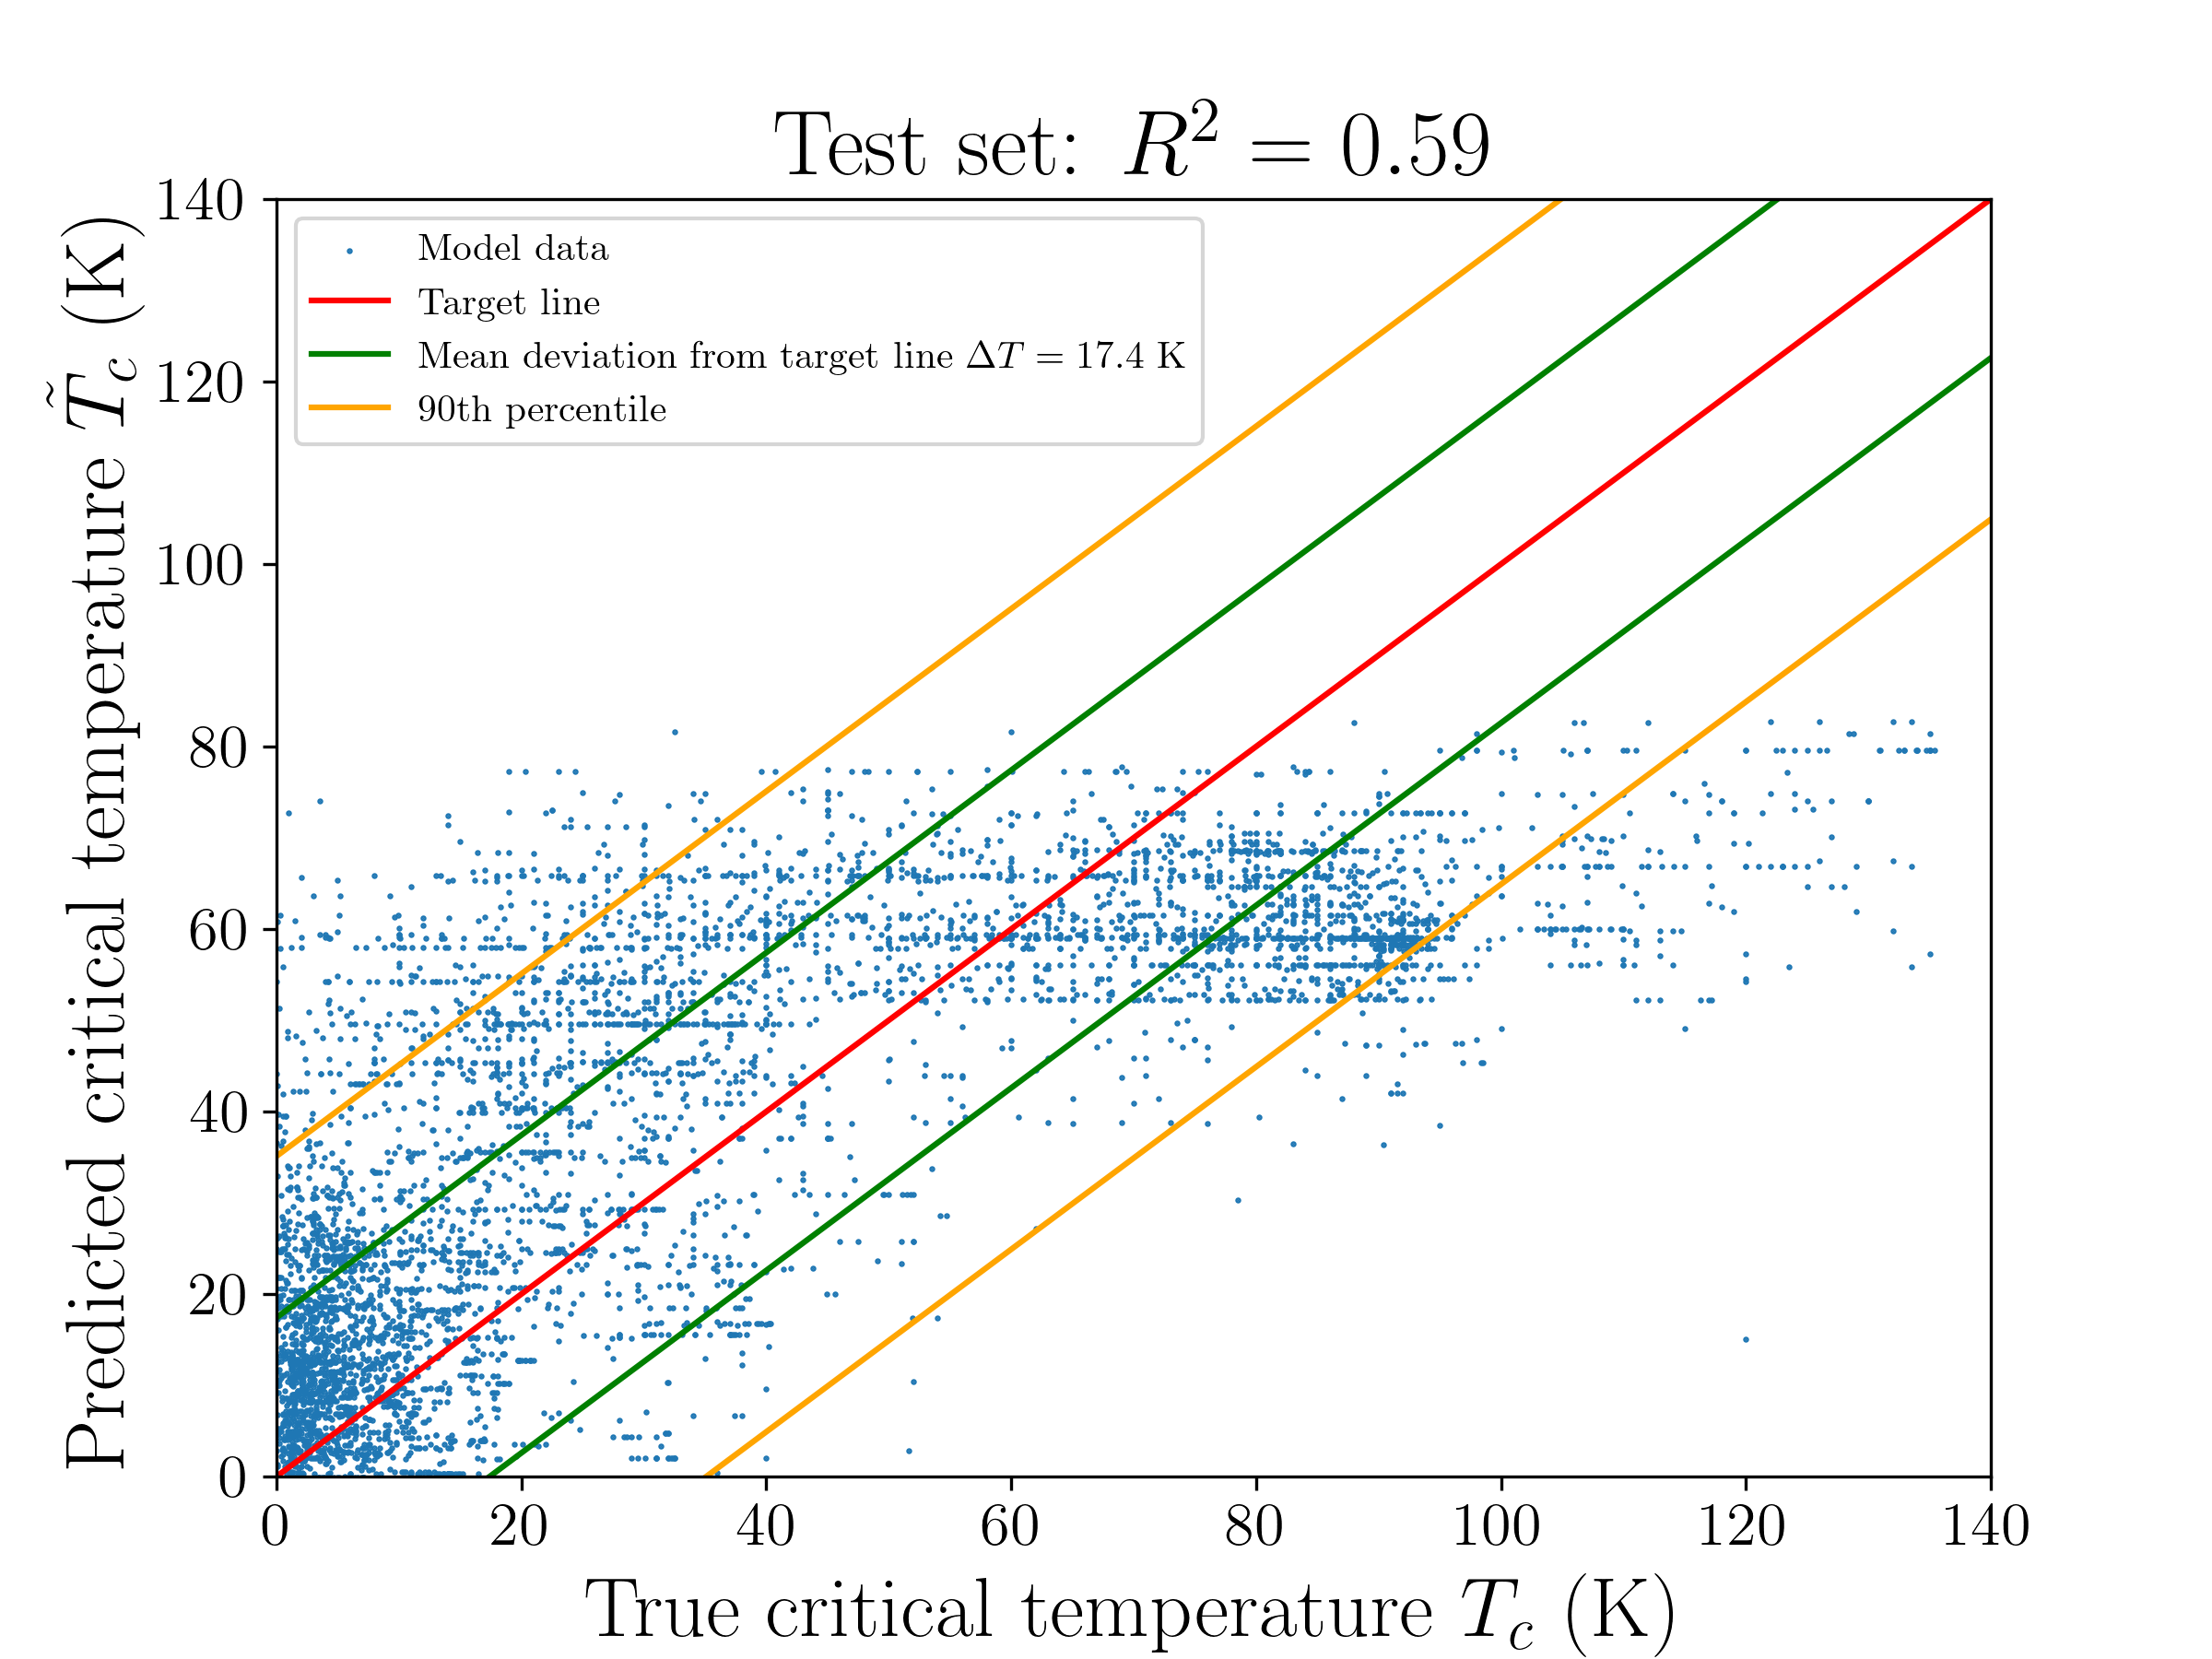 Test set: R² = 0.59
Model data
Target line
Mean deviation from target line ΔT = 17.4 K
90th percentile
Predicted critical temperature T̃c (K)
140
120
100
80
60
40
20
0
0 20 40 60 80 100 120 140
True critical temperature Tc (K)